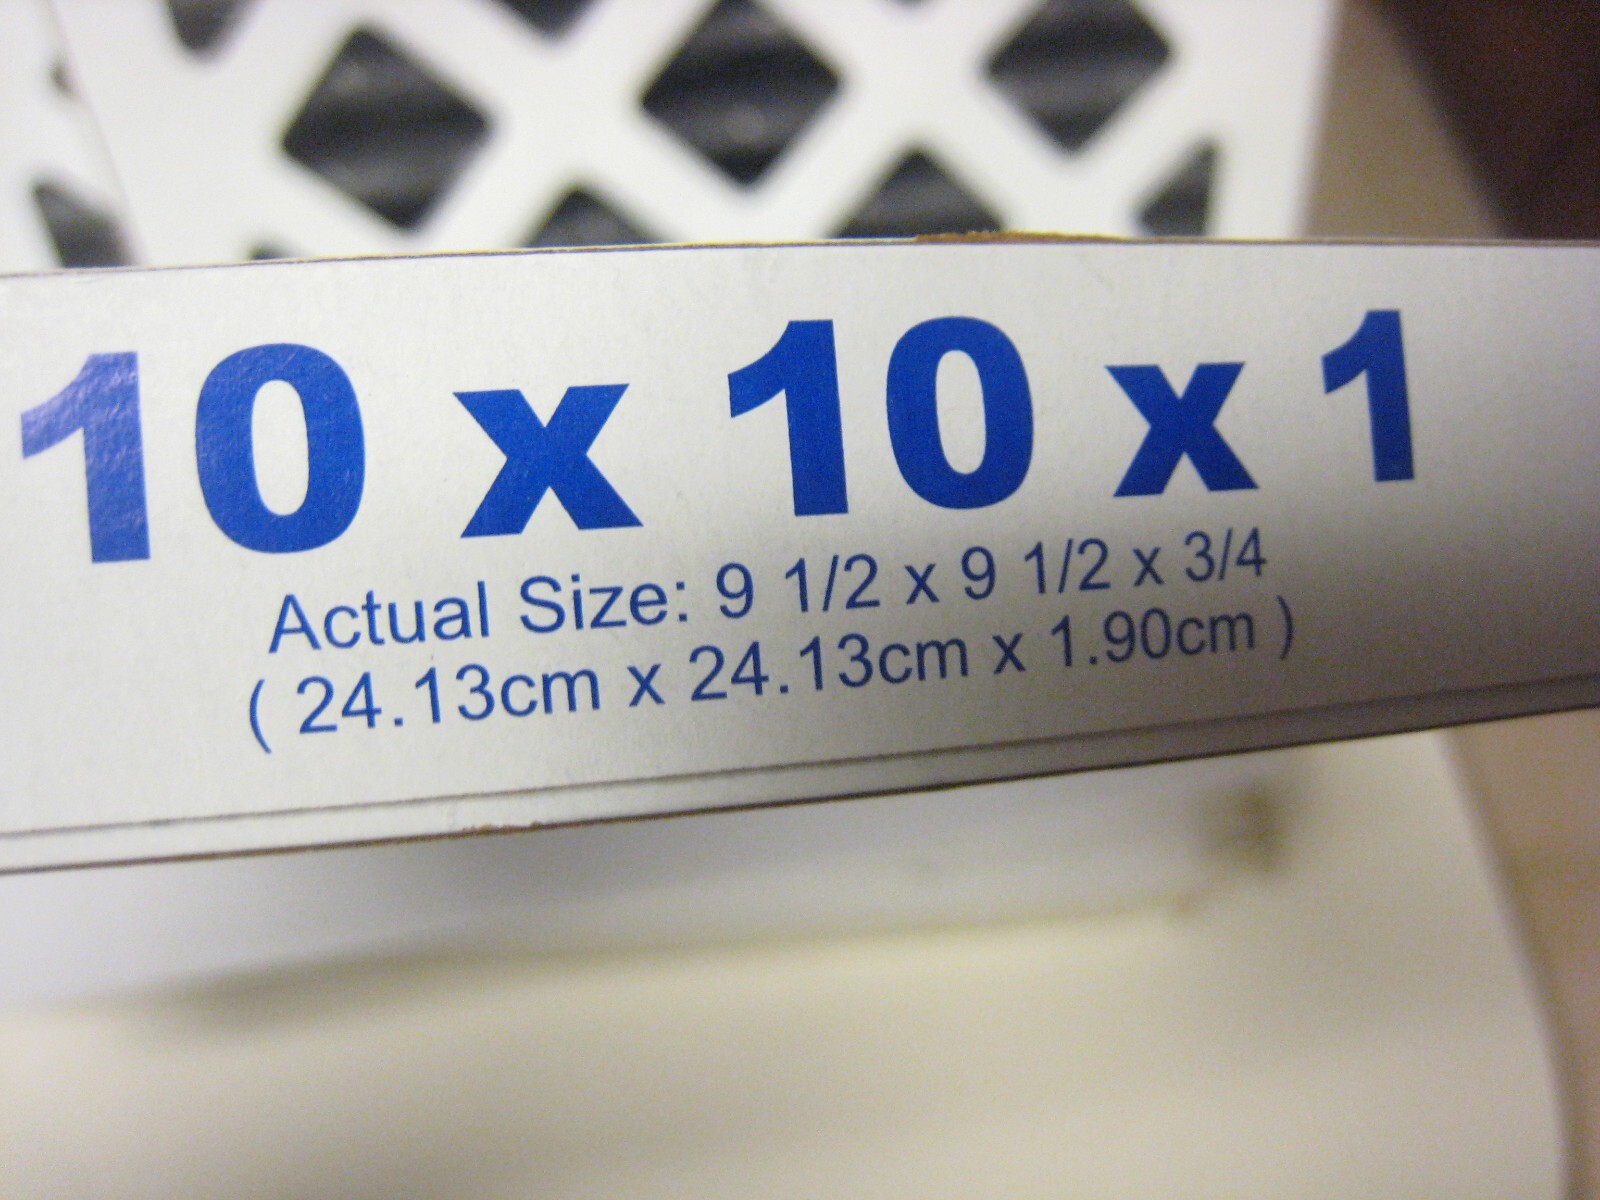 10 x 10 x 1
Actual Size: 9 1/2 x 9 1/2 x 3/4
( 24.13cm x 24.13cm x 1.90cm )